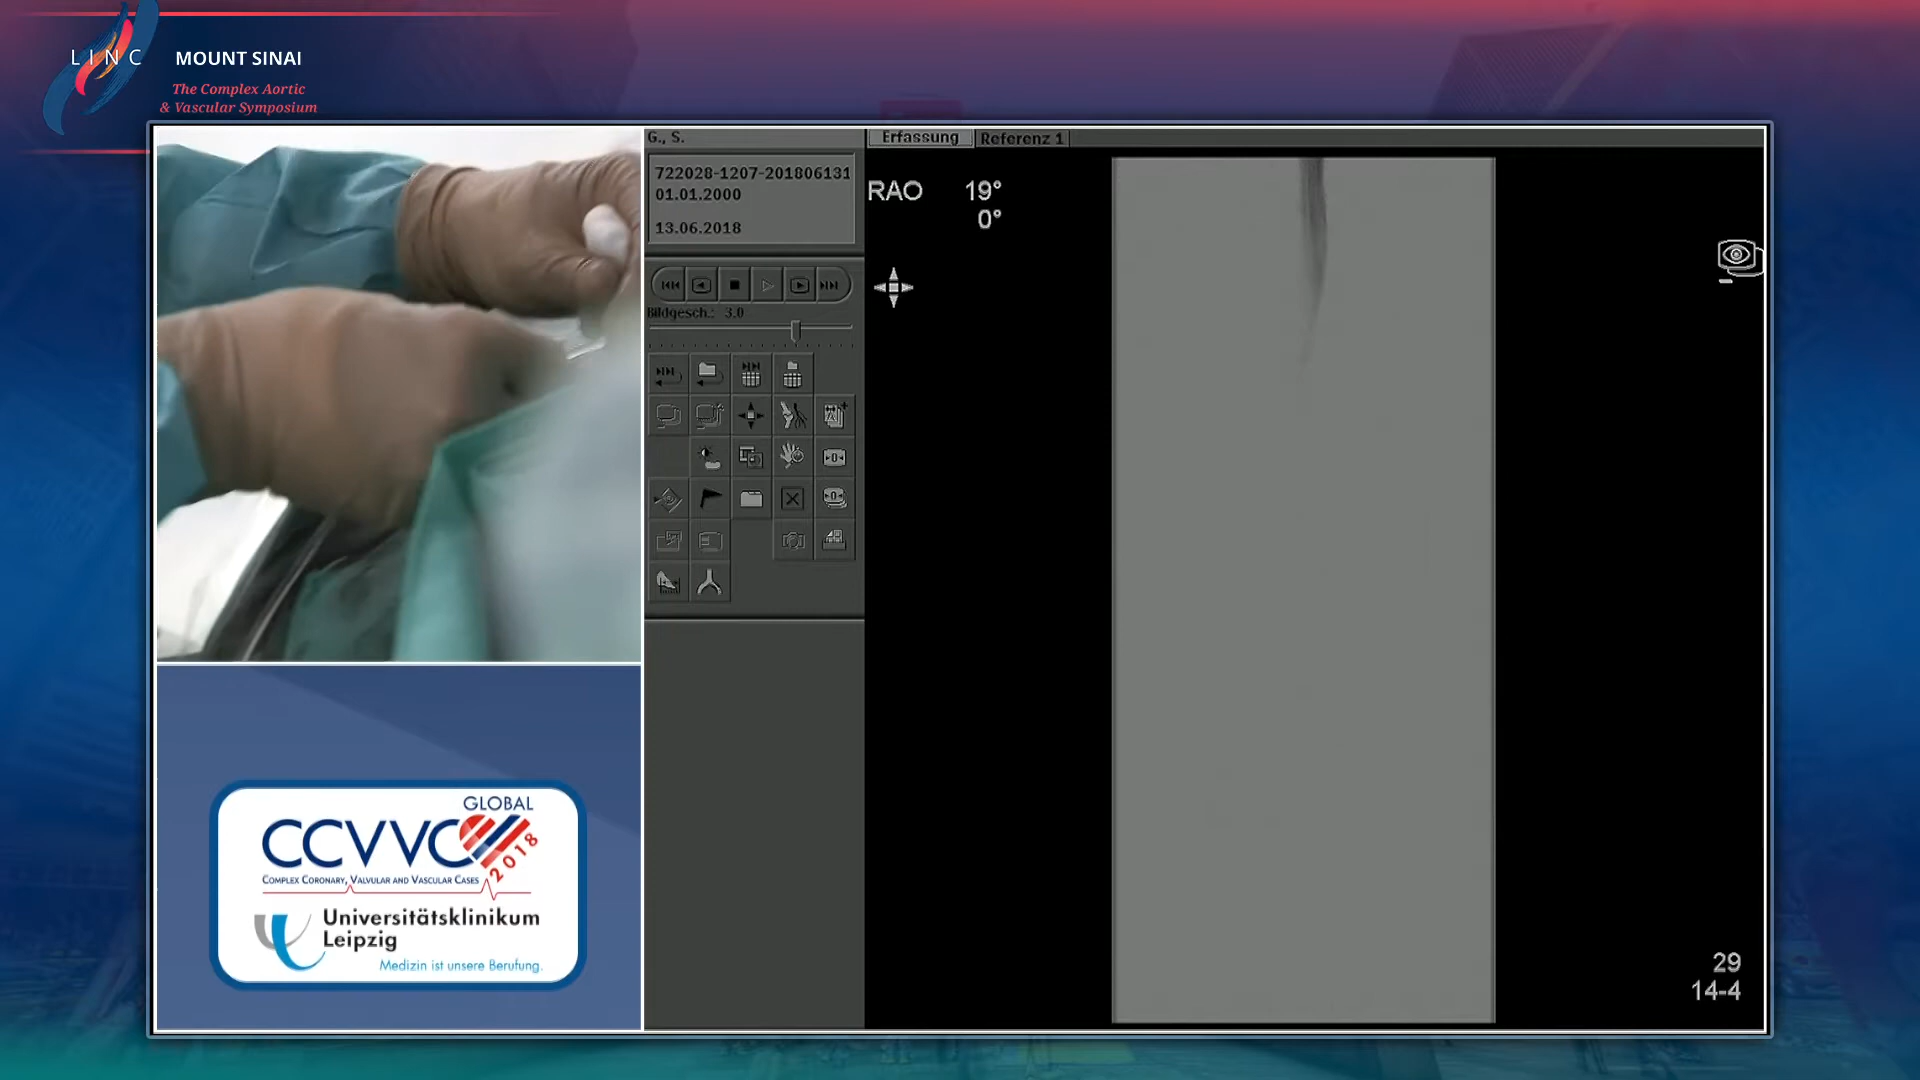 LINC
MOUNT SINAI
The Complex Aortic
& Vascular Symposium
G., S.
722028-1207-201806131
01.01.2000
13.06.2018
Bildgesch.: 3.0
Erfassung
Referenz 1
RAO 19°
0°
29
14-4
GLOBAL
CCVVC
2018
COMPLEX CORONARY, VALVULAR AND VASCULAR CASES
Universitätsklinikum
Leipzig
Medizin ist unsere Berufung.